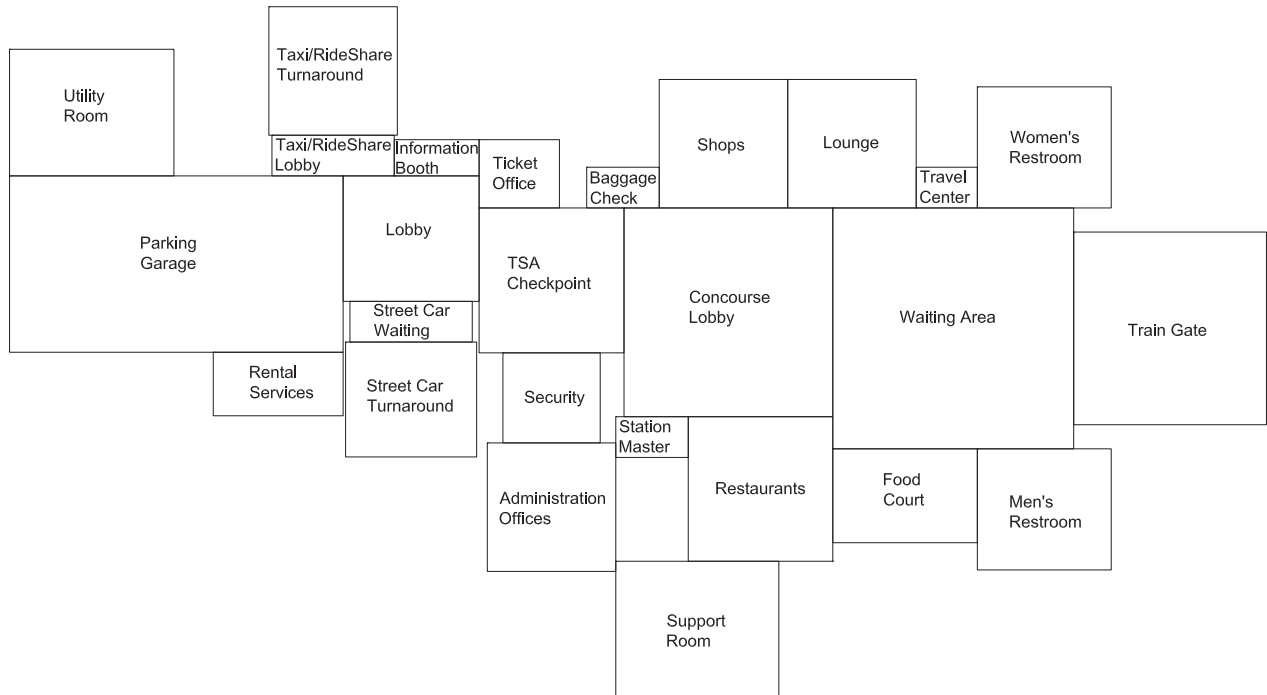 Taxi/RideShare
Turnaround
Utility
Room
Taxi/RideShare
Lobby
Information
Booth
Ticket
Office
Baggage
Check
Shops
Lounge
Travel
Center
Women's
Restroom
Parking
Garage
Lobby
TSA
Checkpoint
Concourse
Lobby
Waiting Area
Train Gate
Street Car
Waiting
Rental
Services
Street Car
Turnaround
Security
Station
Master
Administration
Offices
Restaurants
Food
Court
Men's
Restroom
Support
Room